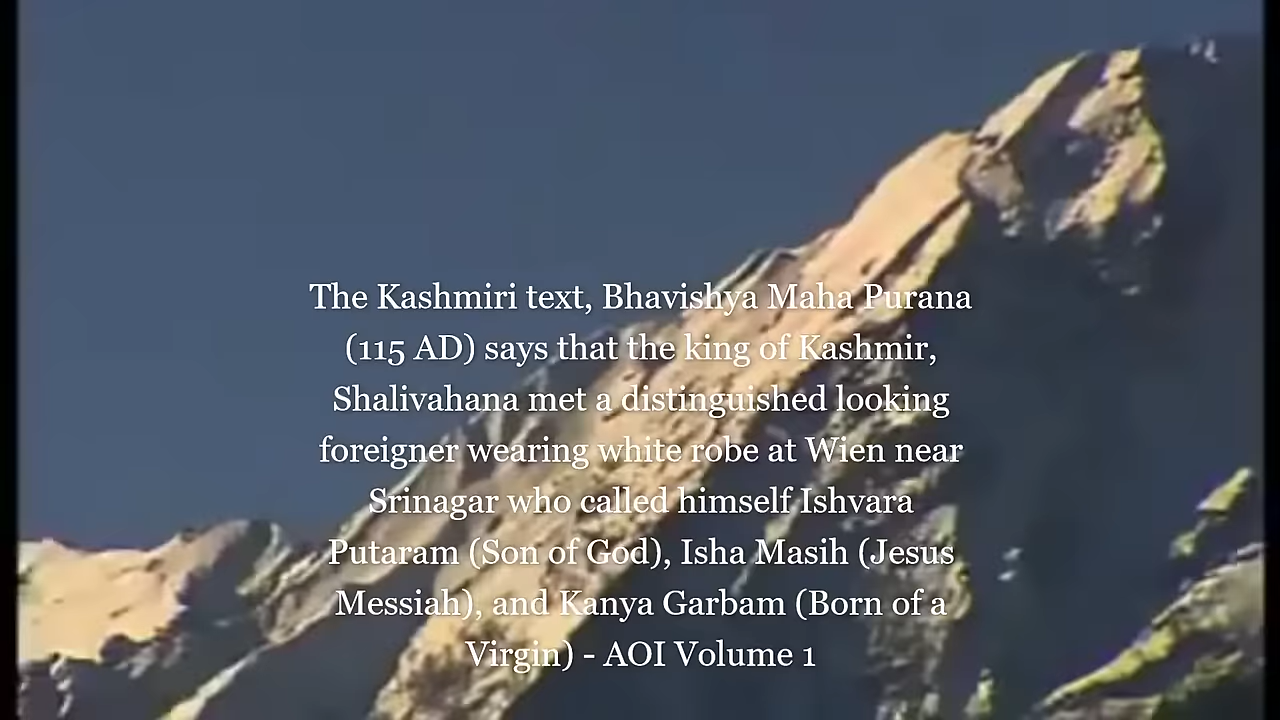 The Kashmiri text, Bhavishya Maha Purana
(115 AD) says that the king of Kashmir,
Shalivahana met a distinguished looking
foreigner wearing white robe at Wien near
Srinagar who called himself Ishvara
Putaram (Son of God), Isha Masih (Jesus
Messiah), and Kanya Garbam (Born of a
Virgin) - AOI Volume 1